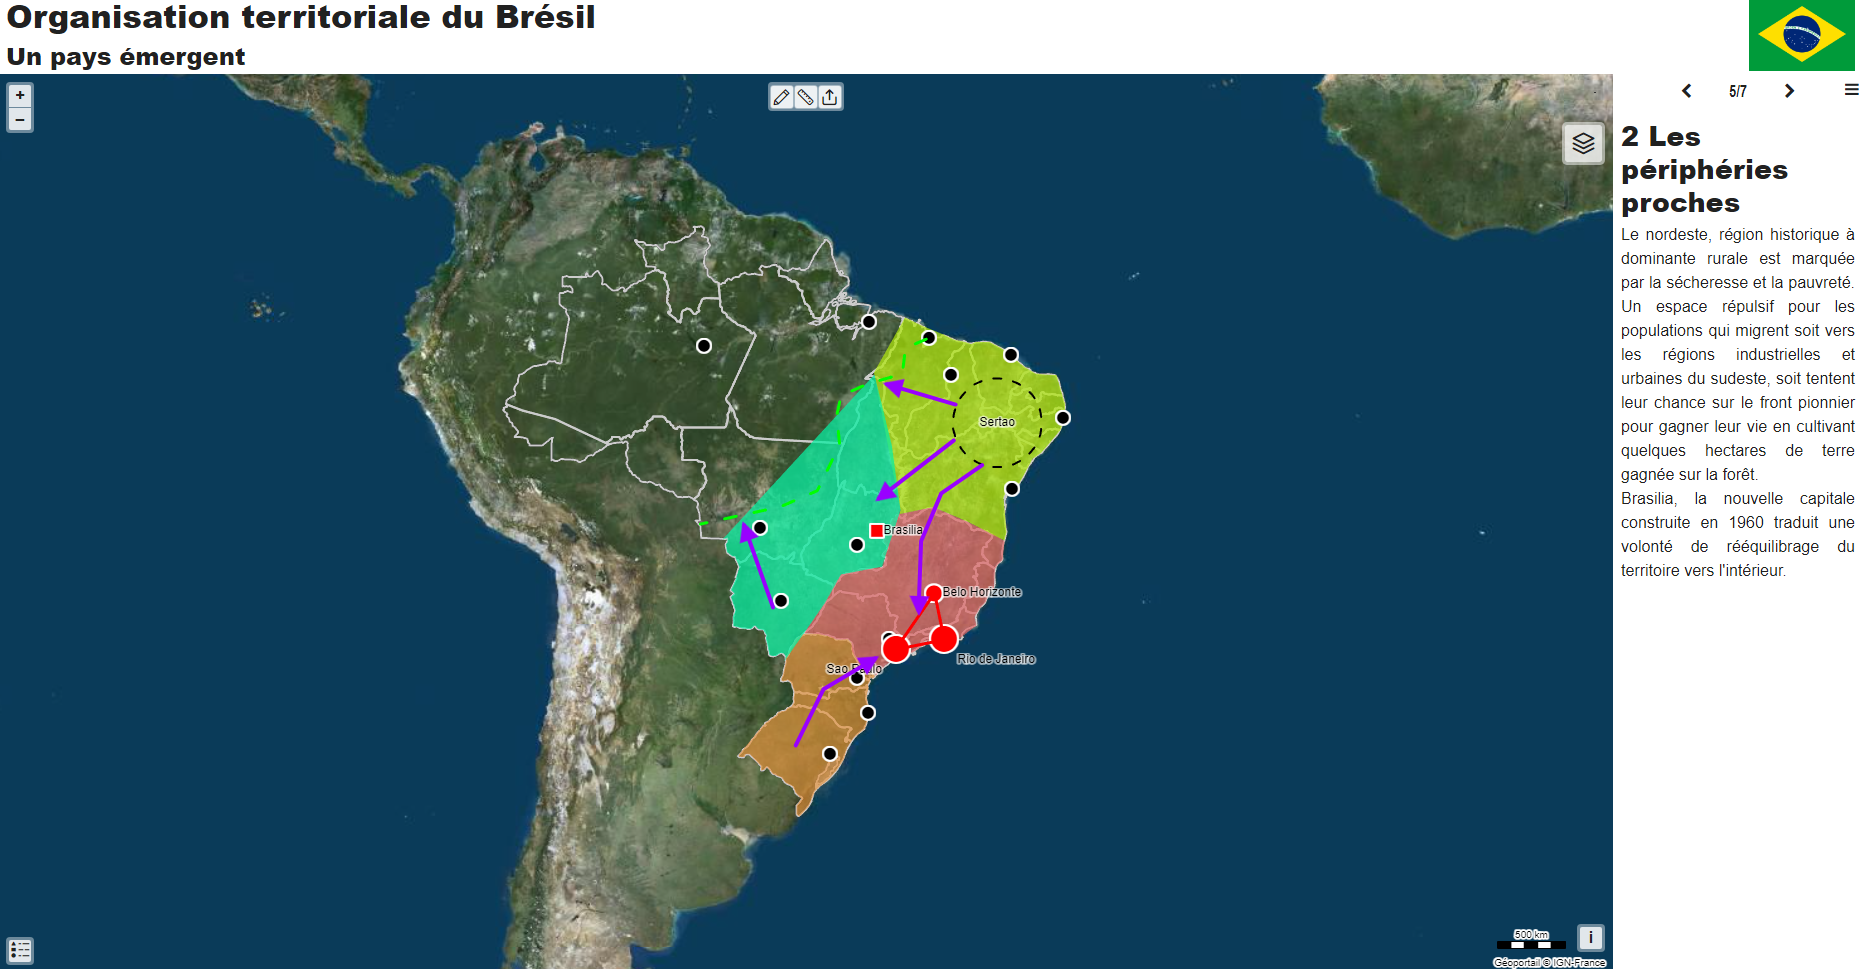 Organisation territoriale du Brésil
Un pays émergent
+
−
5/7
2 Les
périphéries
proches
Le nordeste, région historique à
dominante rurale est marquée
par la sécheresse et la pauvreté.
Un espace répulsif pour les
populations qui migrent soit vers
les régions industrielles et
urbaines du sudeste, soit tentent
leur chance sur le front pionnier
pour gagner leur vie en cultivant
quelques hectares de terre
gagnée sur la forêt.
Brasilia, la nouvelle capitale
construite en 1960 traduit une
volonté de rééquilibrage du
territoire vers l'intérieur.
Sertao
Brasilia
Belo Horizonte
Rio de Janeiro
Sao Paulo
500 km
i
Géoportail © IGN-France